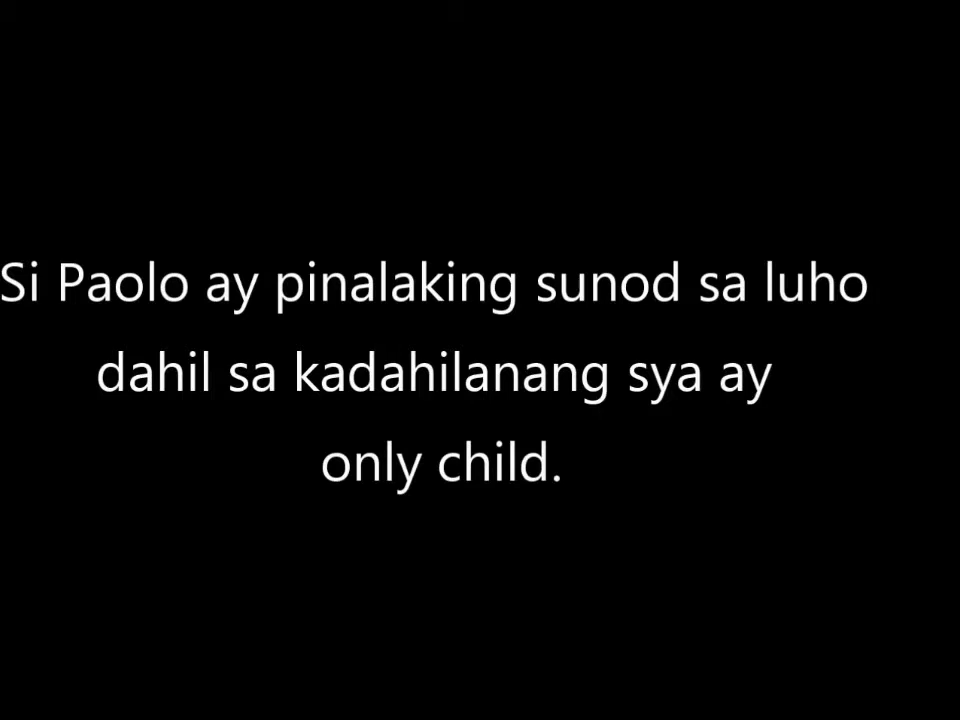 Si Paolo ay pinalaking sunod sa luho
dahil sa kadahilanang sya ay
only child.